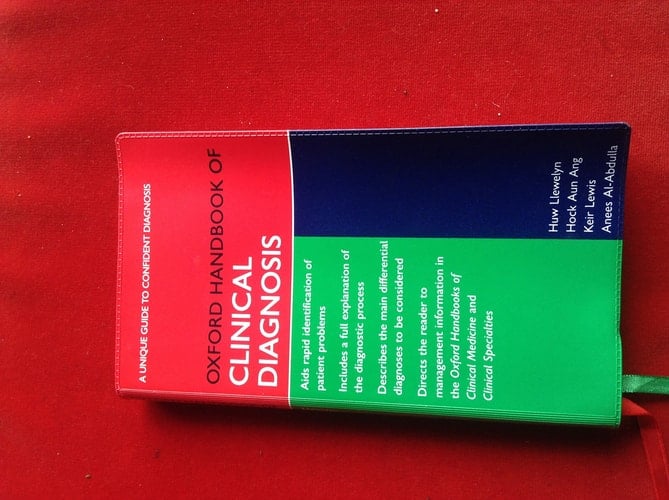 A UNIQUE GUIDE TO CONFIDENT DIAGNOSIS
OXFORD HANDBOOK OF
CLINICAL
DIAGNOSIS
Aids rapid identification of
patient problems
Includes a full explanation of
the diagnostic process
Describes the main differential
diagnoses to be considered
Directs the reader to
management information in
the Oxford Handbooks of
Clinical Medicine and
Clinical Specialties
Huw Llewelyn
Hock Aun Ang
Keir Lewis
Anees Al-Abdulla